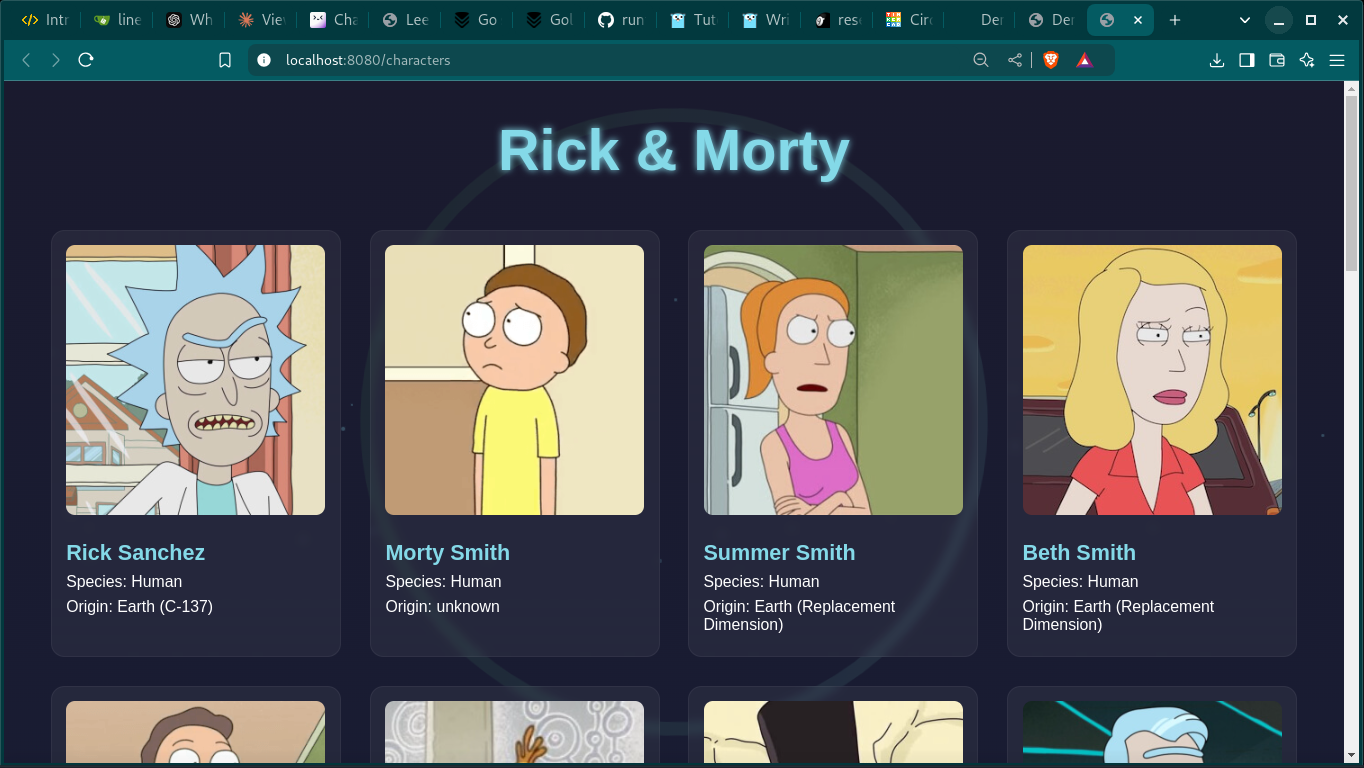 Intr
line
Wh
Viev
Cha
Lee
Go
Gol
run
Tut
Wri
rese
Circ
Der
Der
localhost:8080/characters
Rick & Morty
Rick Sanchez
Species: Human
Origin: Earth (C-137)
Morty Smith
Species: Human
Origin: unknown
Summer Smith
Species: Human
Origin: Earth (Replacement
Dimension)
Beth Smith
Species: Human
Origin: Earth (Replacement
Dimension)